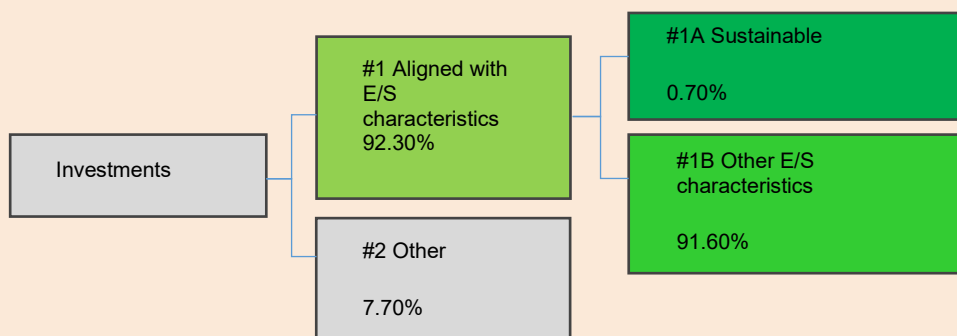 Investments
#1 Aligned with
E/S
characteristics
92.30%
#2 Other
7.70%
#1A Sustainable
0.70%
#1B Other E/S
characteristics
91.60%